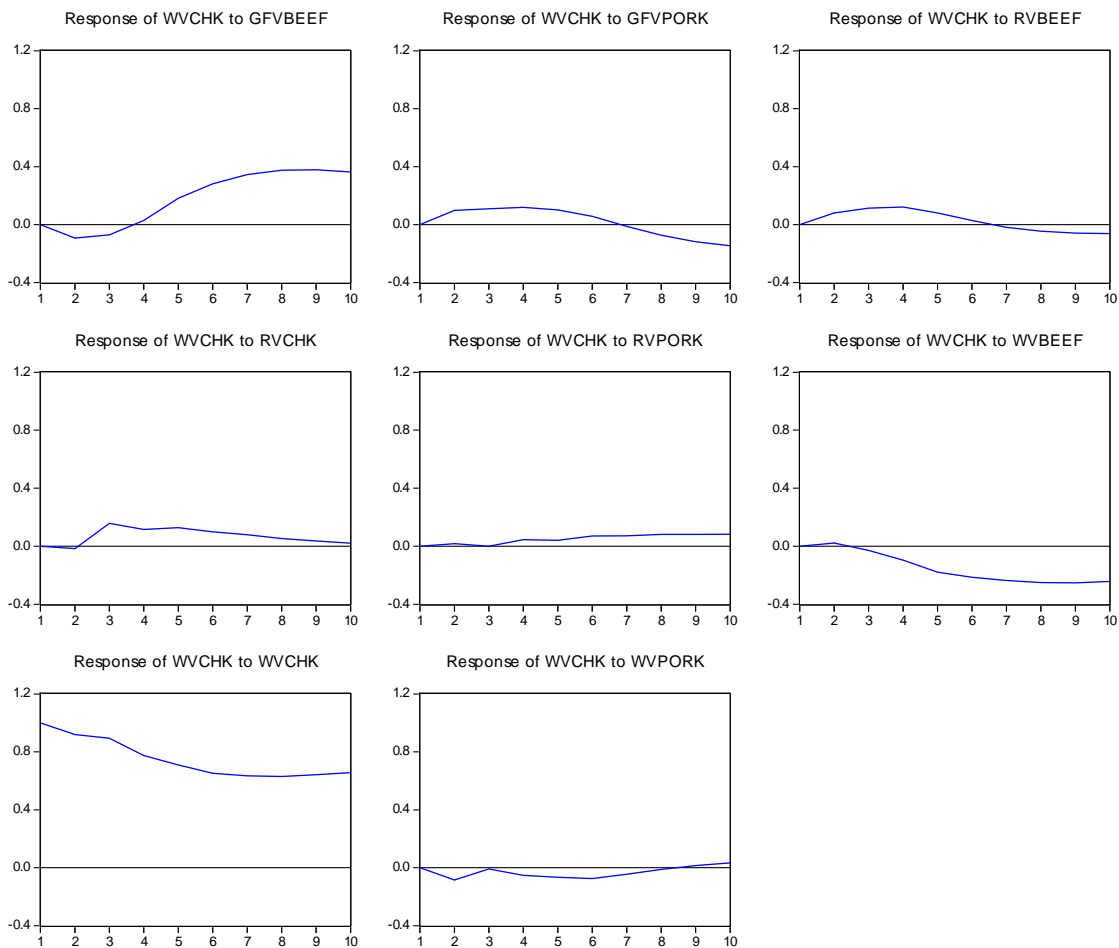 Response of WVCHK to GFVBEEF
Response of WVCHK to GFVPORK
Response of WVCHK to RVBEEF
1.2
0.8
0.4
0.0
-0.4
1 2 3 4 5 6 7 8 9 10
1.2
0.8
0.4
0.0
-0.4
1 2 3 4 5 6 7 8 9 10
1.2
0.8
0.4
0.0
-0.4
1 2 3 4 5 6 7 8 9 10
Response of WVCHK to RVCHK
Response of WVCHK to RVPORK
Response of WVCHK to WVBEEF
1.2
0.8
0.4
0.0
-0.4
1 2 3 4 5 6 7 8 9 10
1.2
0.8
0.4
0.0
-0.4
1 2 3 4 5 6 7 8 9 10
1.2
0.8
0.4
0.0
-0.4
1 2 3 4 5 6 7 8 9 10
Response of WVCHK to WVCHK
Response of WVCHK to WVPORK
1.2
0.8
0.4
0.0
-0.4
1 2 3 4 5 6 7 8 9 10
1.2
0.8
0.4
0.0
-0.4
1 2 3 4 5 6 7 8 9 10